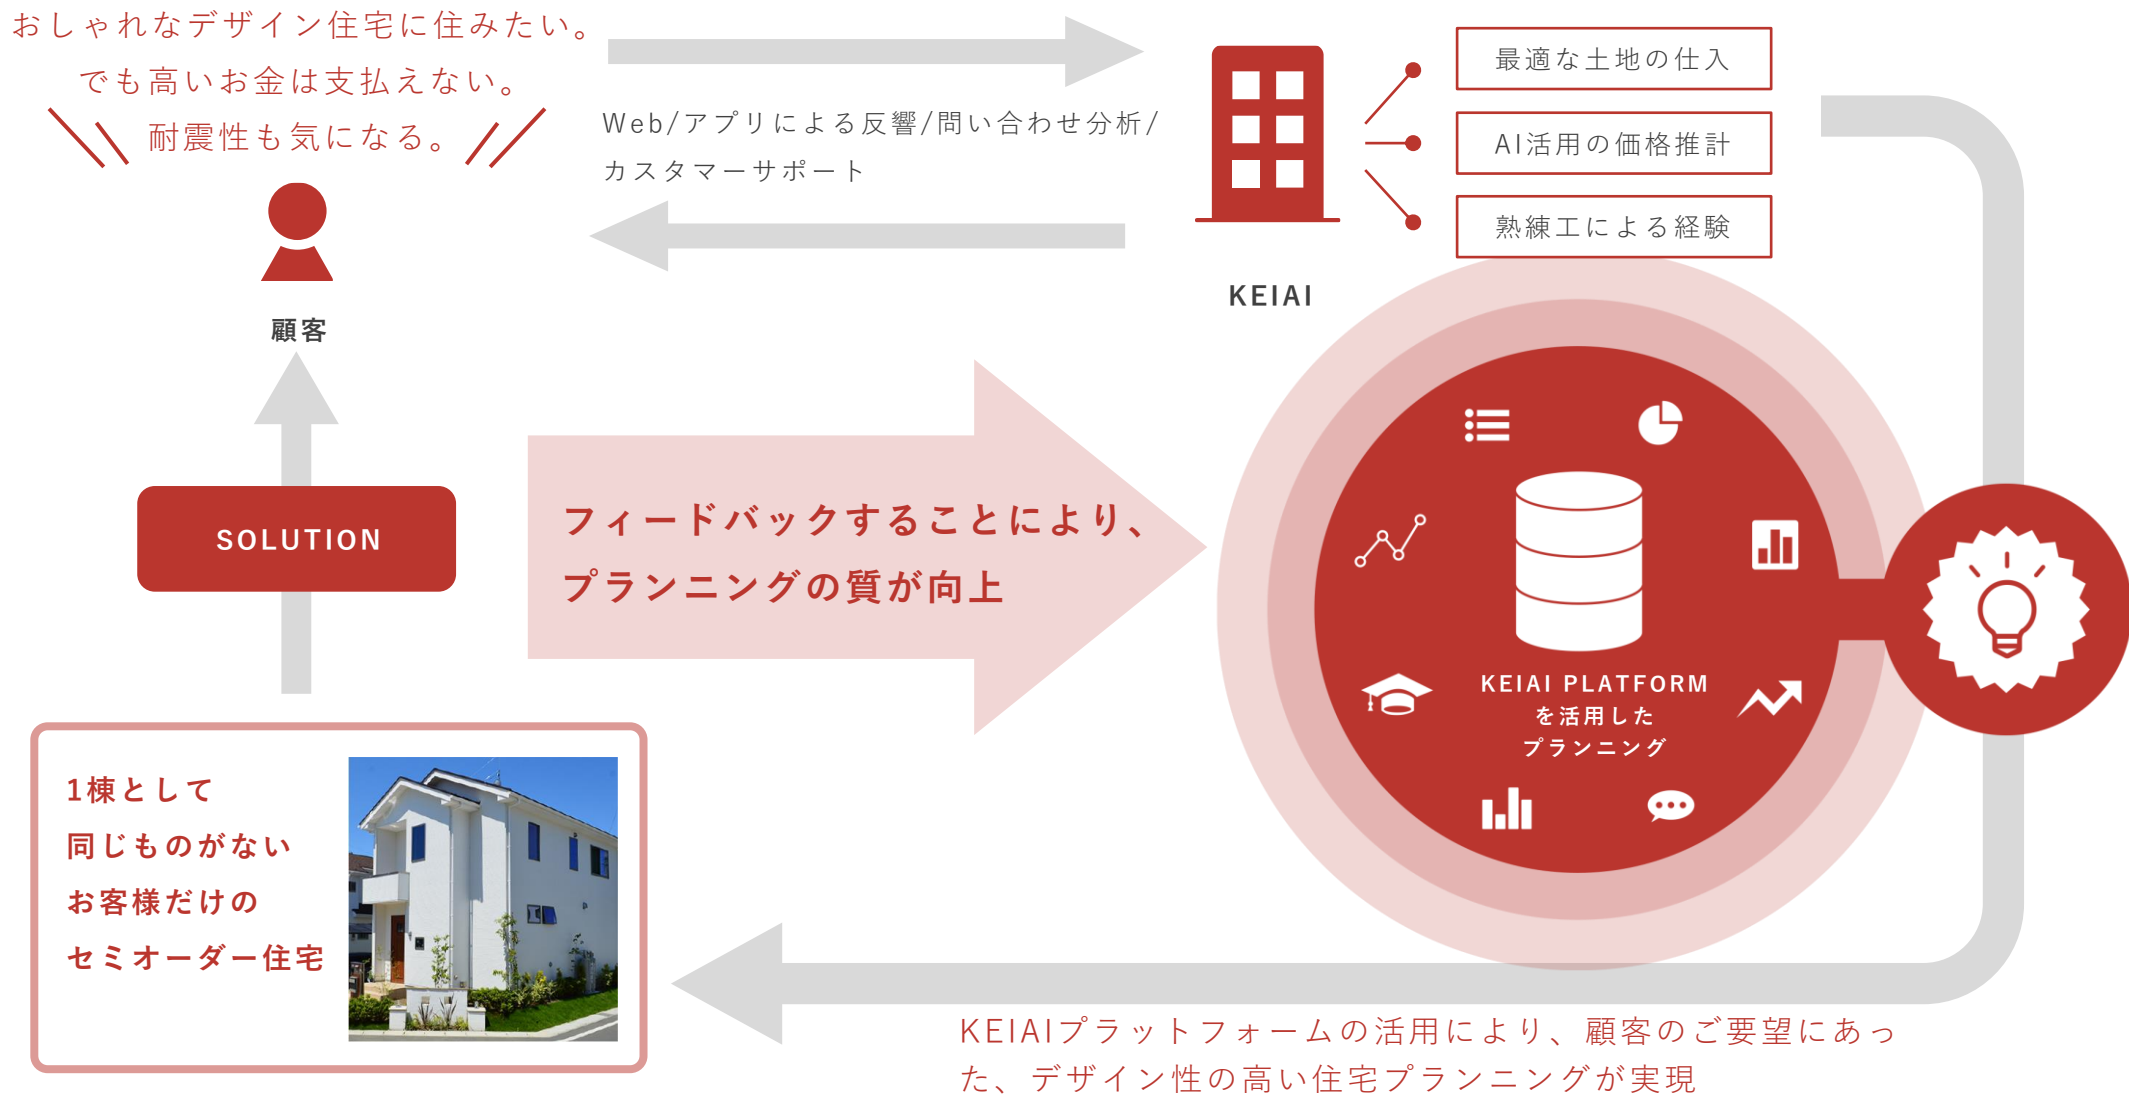 おしゃれなデザイン住宅に住みたい。
でも高いお金は支払えない。
耐震性も気になる。
顧客
Web/アプリによる反響/問い合わせ分析/
カスタマーサポート
KEIAI
最適な土地の仕入
AI活用の価格推計
熟練工による経験
SOLUTION
フィードバックすることにより、
プランニングの質が向上
KEIAI PLATFORM
を活用した
プランニング
1棟として
同じものがない
お客様だけの
セミオーダー住宅
KEIAIプラットフォームの活用により、顧客のご要望にあっ
た、デザイン性の高い住宅プランニングが実現